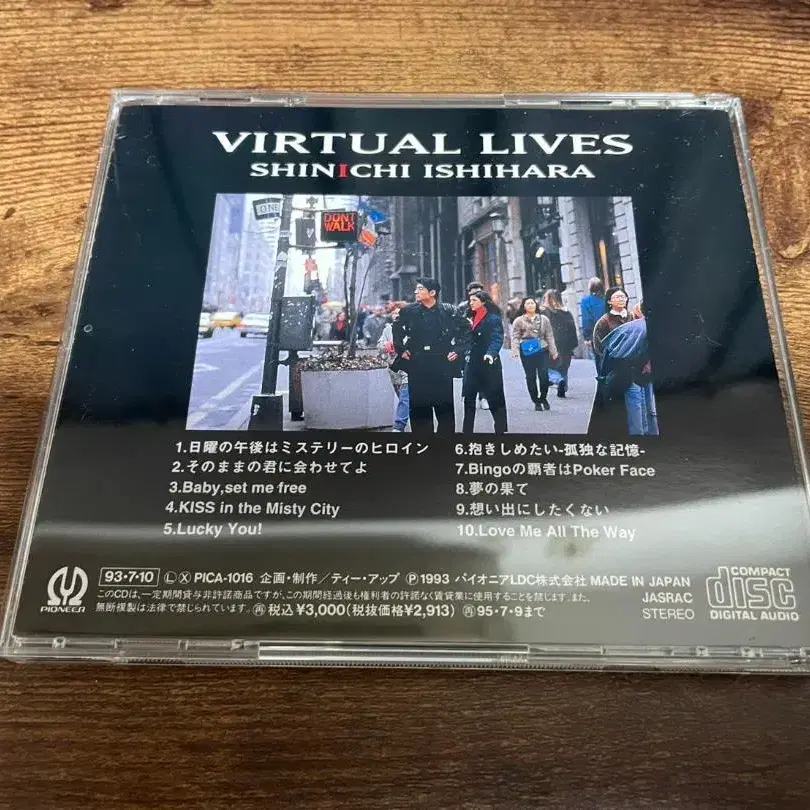 VIRTUAL LIVES
SHINICHI ISHIHARA
ONE
DONT
WALK
1.日曜の午後はミステリーのヒロイン
2.そのままの君に会わせてよ
3.Baby,set me free
4.KISS in the Misty City
5.Lucky You!
6.抱きしめたい-孤独な記憶-
7.Bingoの覇者はPoker Face
8.夢の果て
9.想い出にしたくない
10.Love Me All The Way
PIONEER
93・7・10 Ⓛ Ⓧ PICA-1016 企画・制作/ティー・アップ Ⓟ1993 パイオニアLDC株式会社 MADE IN JAPAN
このCDは、一定期間貸与非許諾商品ですが、この期間経過後も権利者の許諾なく賃貸業に使用することを禁じます。また、
無断複製は法律で禁じられています。㊢税込¥3,000(税抜価格¥2,913) ㊢95・7・9まで
JASRAC
STEREO
COMPACT
disc
DIGITAL AUDIO